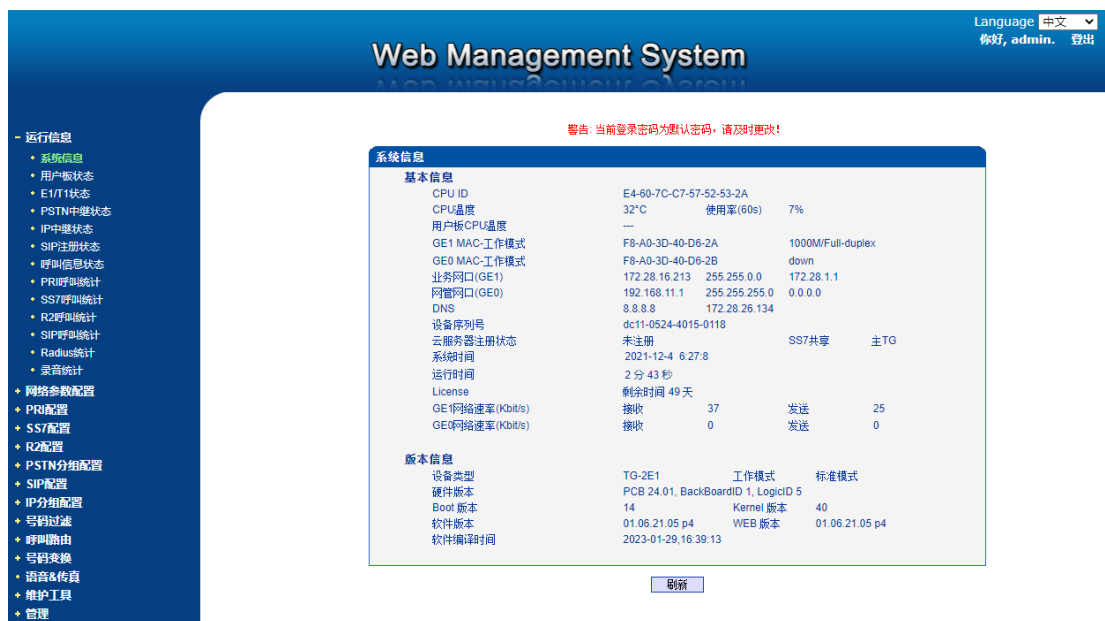 Language 中文
你好, admin. 登出
Web Management System
- 运行信息
• 系统信息
• 用户板状态
• E1/T1状态
• PSTN中继状态
• IP中继状态
• SIP注册状态
• 呼叫信息状态
• PRI呼叫统计
• SS7呼叫统计
• R2呼叫统计
• SIP呼叫统计
• Radius统计
• 录音统计
+ 网络参数配置
+ PRI配置
+ SS7配置
+ R2配置
+ PSTN分组配置
+ SIP配置
+ IP分组配置
+ 号码过滤
+ 呼叫路由
+ 号码变换
• 语音&传真
+ 维护工具
+ 管理
警告: 当前登录密码为默认密码，请及时更改!
系统信息
基本信息
CPU ID E4-60-7C-C7-57-52-53-2A
CPU温度 32°C 使用率(60s) 7%
用户板CPU温度 ---
GE1 MAC-工作模式 F8-A0-3D-40-D6-2A 1000M/Full-duplex
GE0 MAC-工作模式 F8-A0-3D-40-D6-2B down
业务网口(GE1) 172.28.16.213 255.255.0.0 172.28.1.1
网管网口(GE0) 192.168.11.1 255.255.255.0 0.0.0.0
DNS 8.8.8.8 172.28.26.134
设备序列号 dc11-0524-4015-0118
云服务器注册状态 未注册 SS7共享 主TG
系统时间 2021-12-4 6:27:8
运行时间 2 分 43 秒
License 剩余时间 49 天
GE1网络速率(Kbit/s) 接收 37 发送 25
GE0网络速率(Kbit/s) 接收 0 发送 0
版本信息
设备类型 TG-2E1 工作模式 标准模式
硬件版本 PCB 24.01, BackBoardID 1, LogicID 5
Boot 版本 14 Kernel 版本 40
软件版本 01.06.21.05 p4 WEB 版本 01.06.21.05 p4
软件编译时间 2023-01-29,16:39:13
刷新